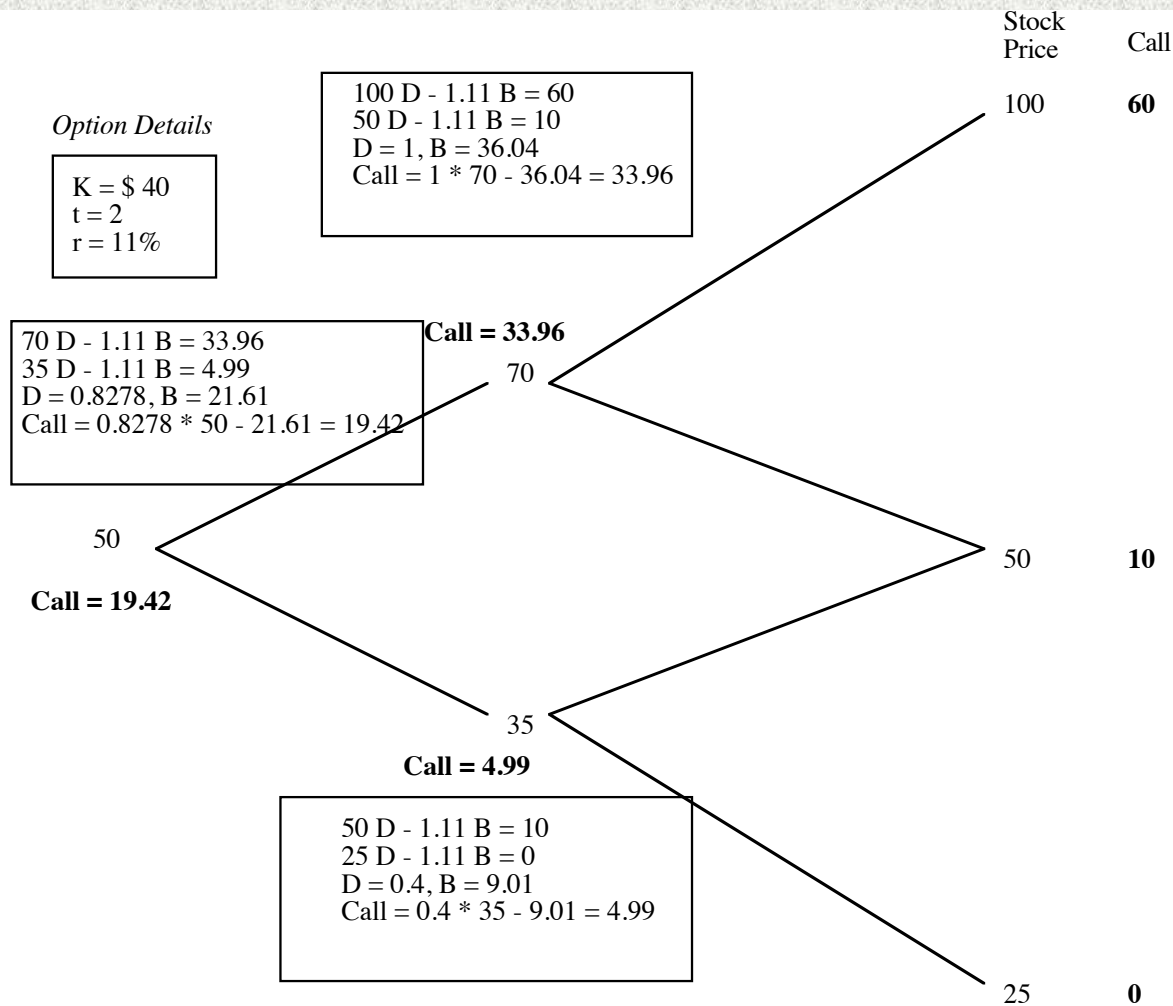 Stock
Price
Call
100 D - 1.11 B = 60
50 D - 1.11 B = 10
D = 1, B = 36.04
Call = 1 * 70 - 36.04 = 33.96
100
60
Option Details
K = $ 40
t = 2
r = 11%
Call = 33.96
70
70 D - 1.11 B = 33.96
35 D - 1.11 B = 4.99
D = 0.8278, B = 21.61
Call = 0.8278 * 50 - 21.61 = 19.42
50
Call = 19.42
50
10
35
Call = 4.99
50 D - 1.11 B = 10
25 D - 1.11 B = 0
D = 0.4, B = 9.01
Call = 0.4 * 35 - 9.01 = 4.99
25
0